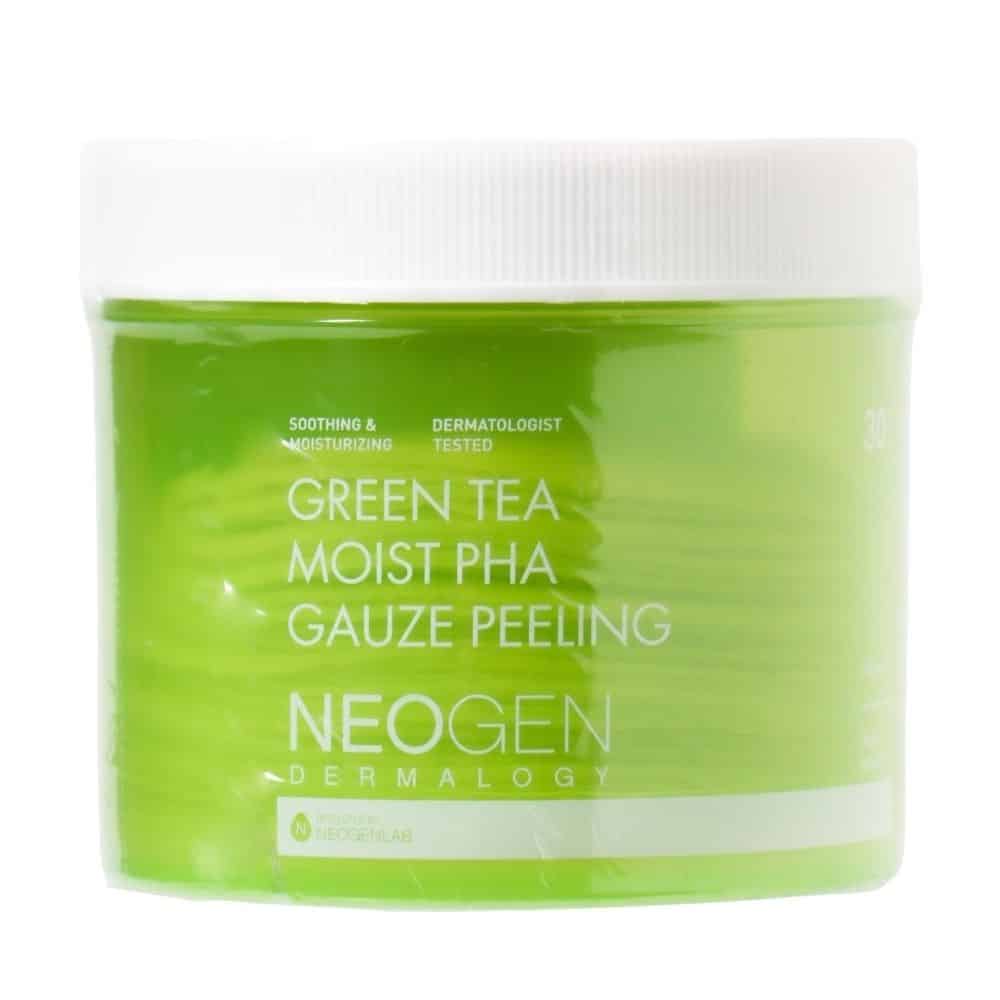 SOOTHING &
MOISTURIZING
DERMATOLOGIST
TESTED
30
GREEN TEA
MOIST PHA
GAUZE PEELING
NEOGEN
DERMALOGY
N
NEOGENLAB